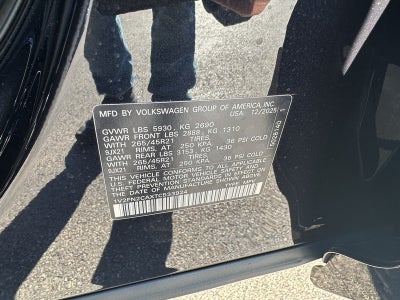 MFD BY VOLKSWAGEN GROUP OF AMERICA, INC.
USA, 12/2025
GVWR LBS 5930, KG 2690
GAWR FRONT LBS 2888, KG 1310
WITH 265/45R21 TIRES,
9JX21 RIMS, AT 250 KPA 36 PSI COLD
GAWR REAR LBS 3153 KG 1430
WITH 265/45R21 TIRES,
9JX21 RIMS, AT 250 KPA 36 PSI COLD
THIS VEHICLE CONFORMS TO ALL APPLICABLE
FEDERAL MOTOR VEHICLE SAFETY AND THEFT
PREVENTION STANDARDS IN EFFECT ON THE
DATE OF MANUFACTURE SHOWN ABOVE.